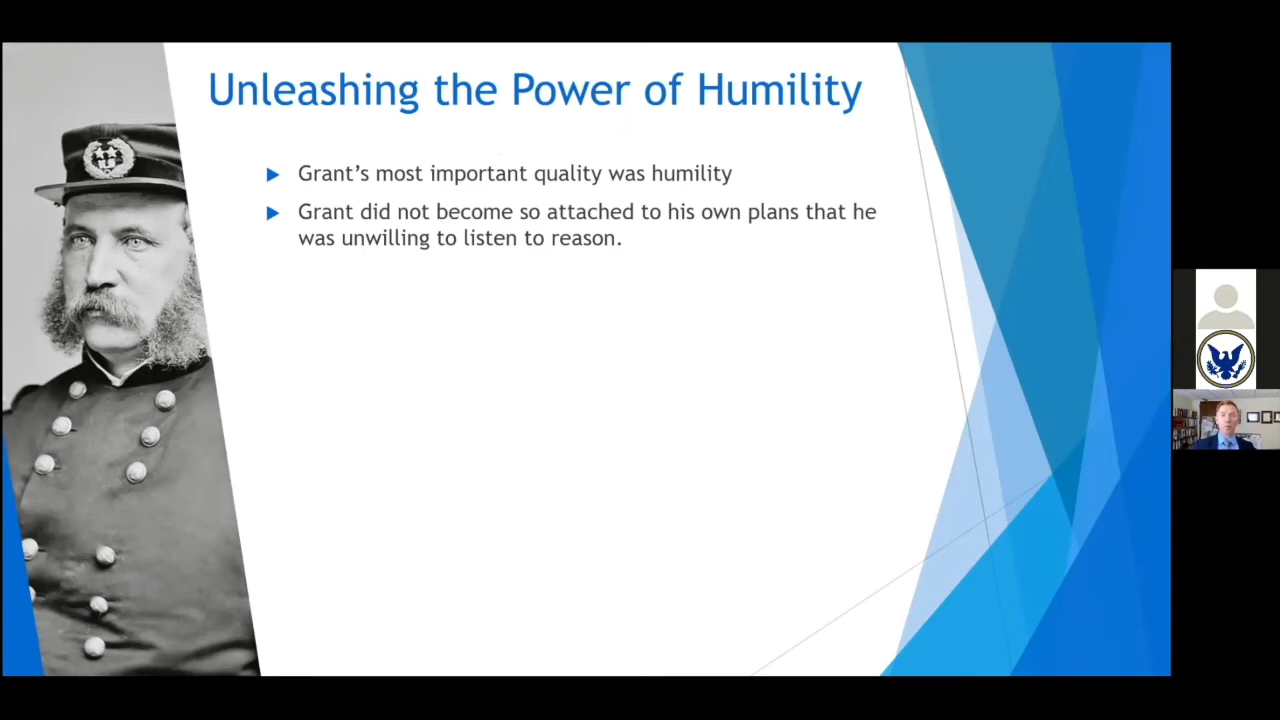 Unleashing the Power of Humility
Grant’s most important quality was humility
Grant did not become so attached to his own plans that he
was unwilling to listen to reason.